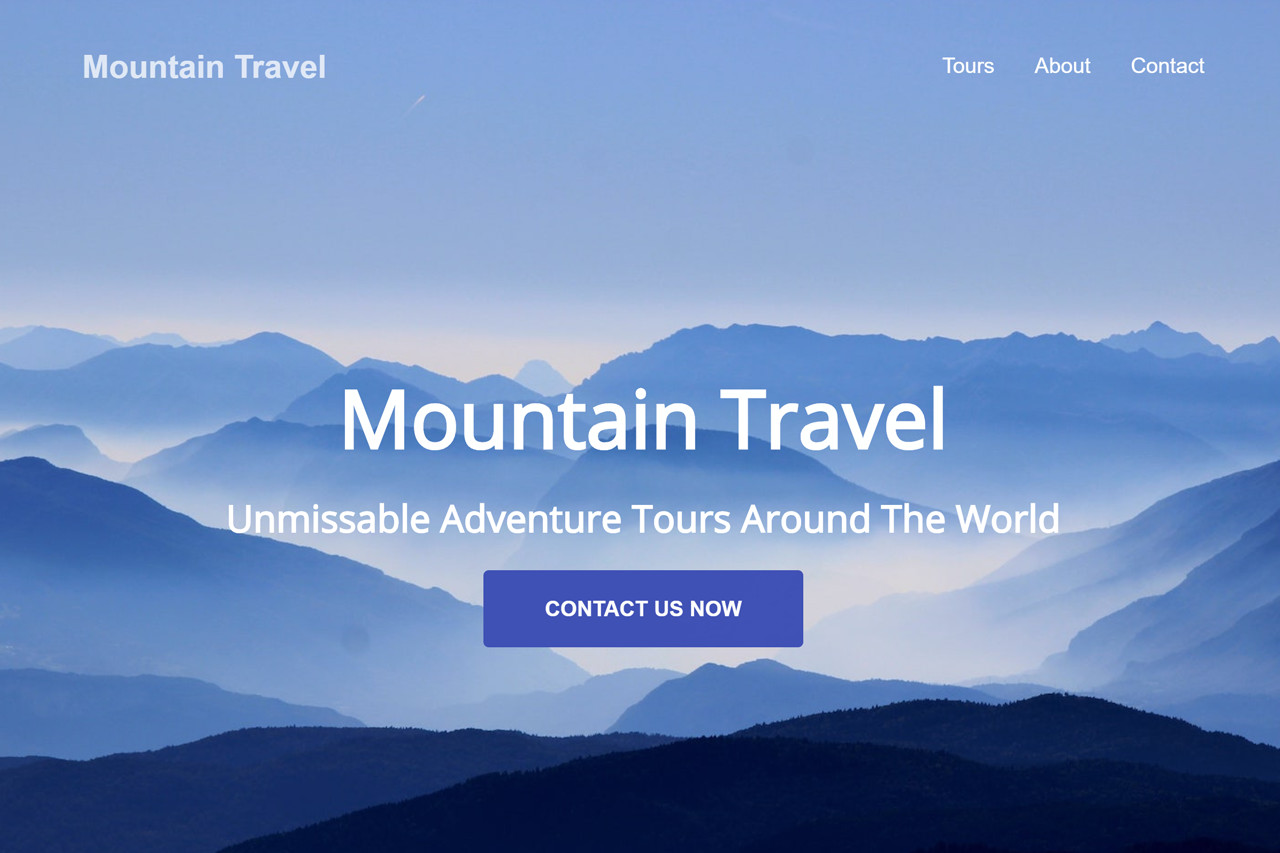 Mountain Travel
Tours About Contact
Mountain Travel
Unmissable Adventure Tours Around The World
CONTACT US NOW